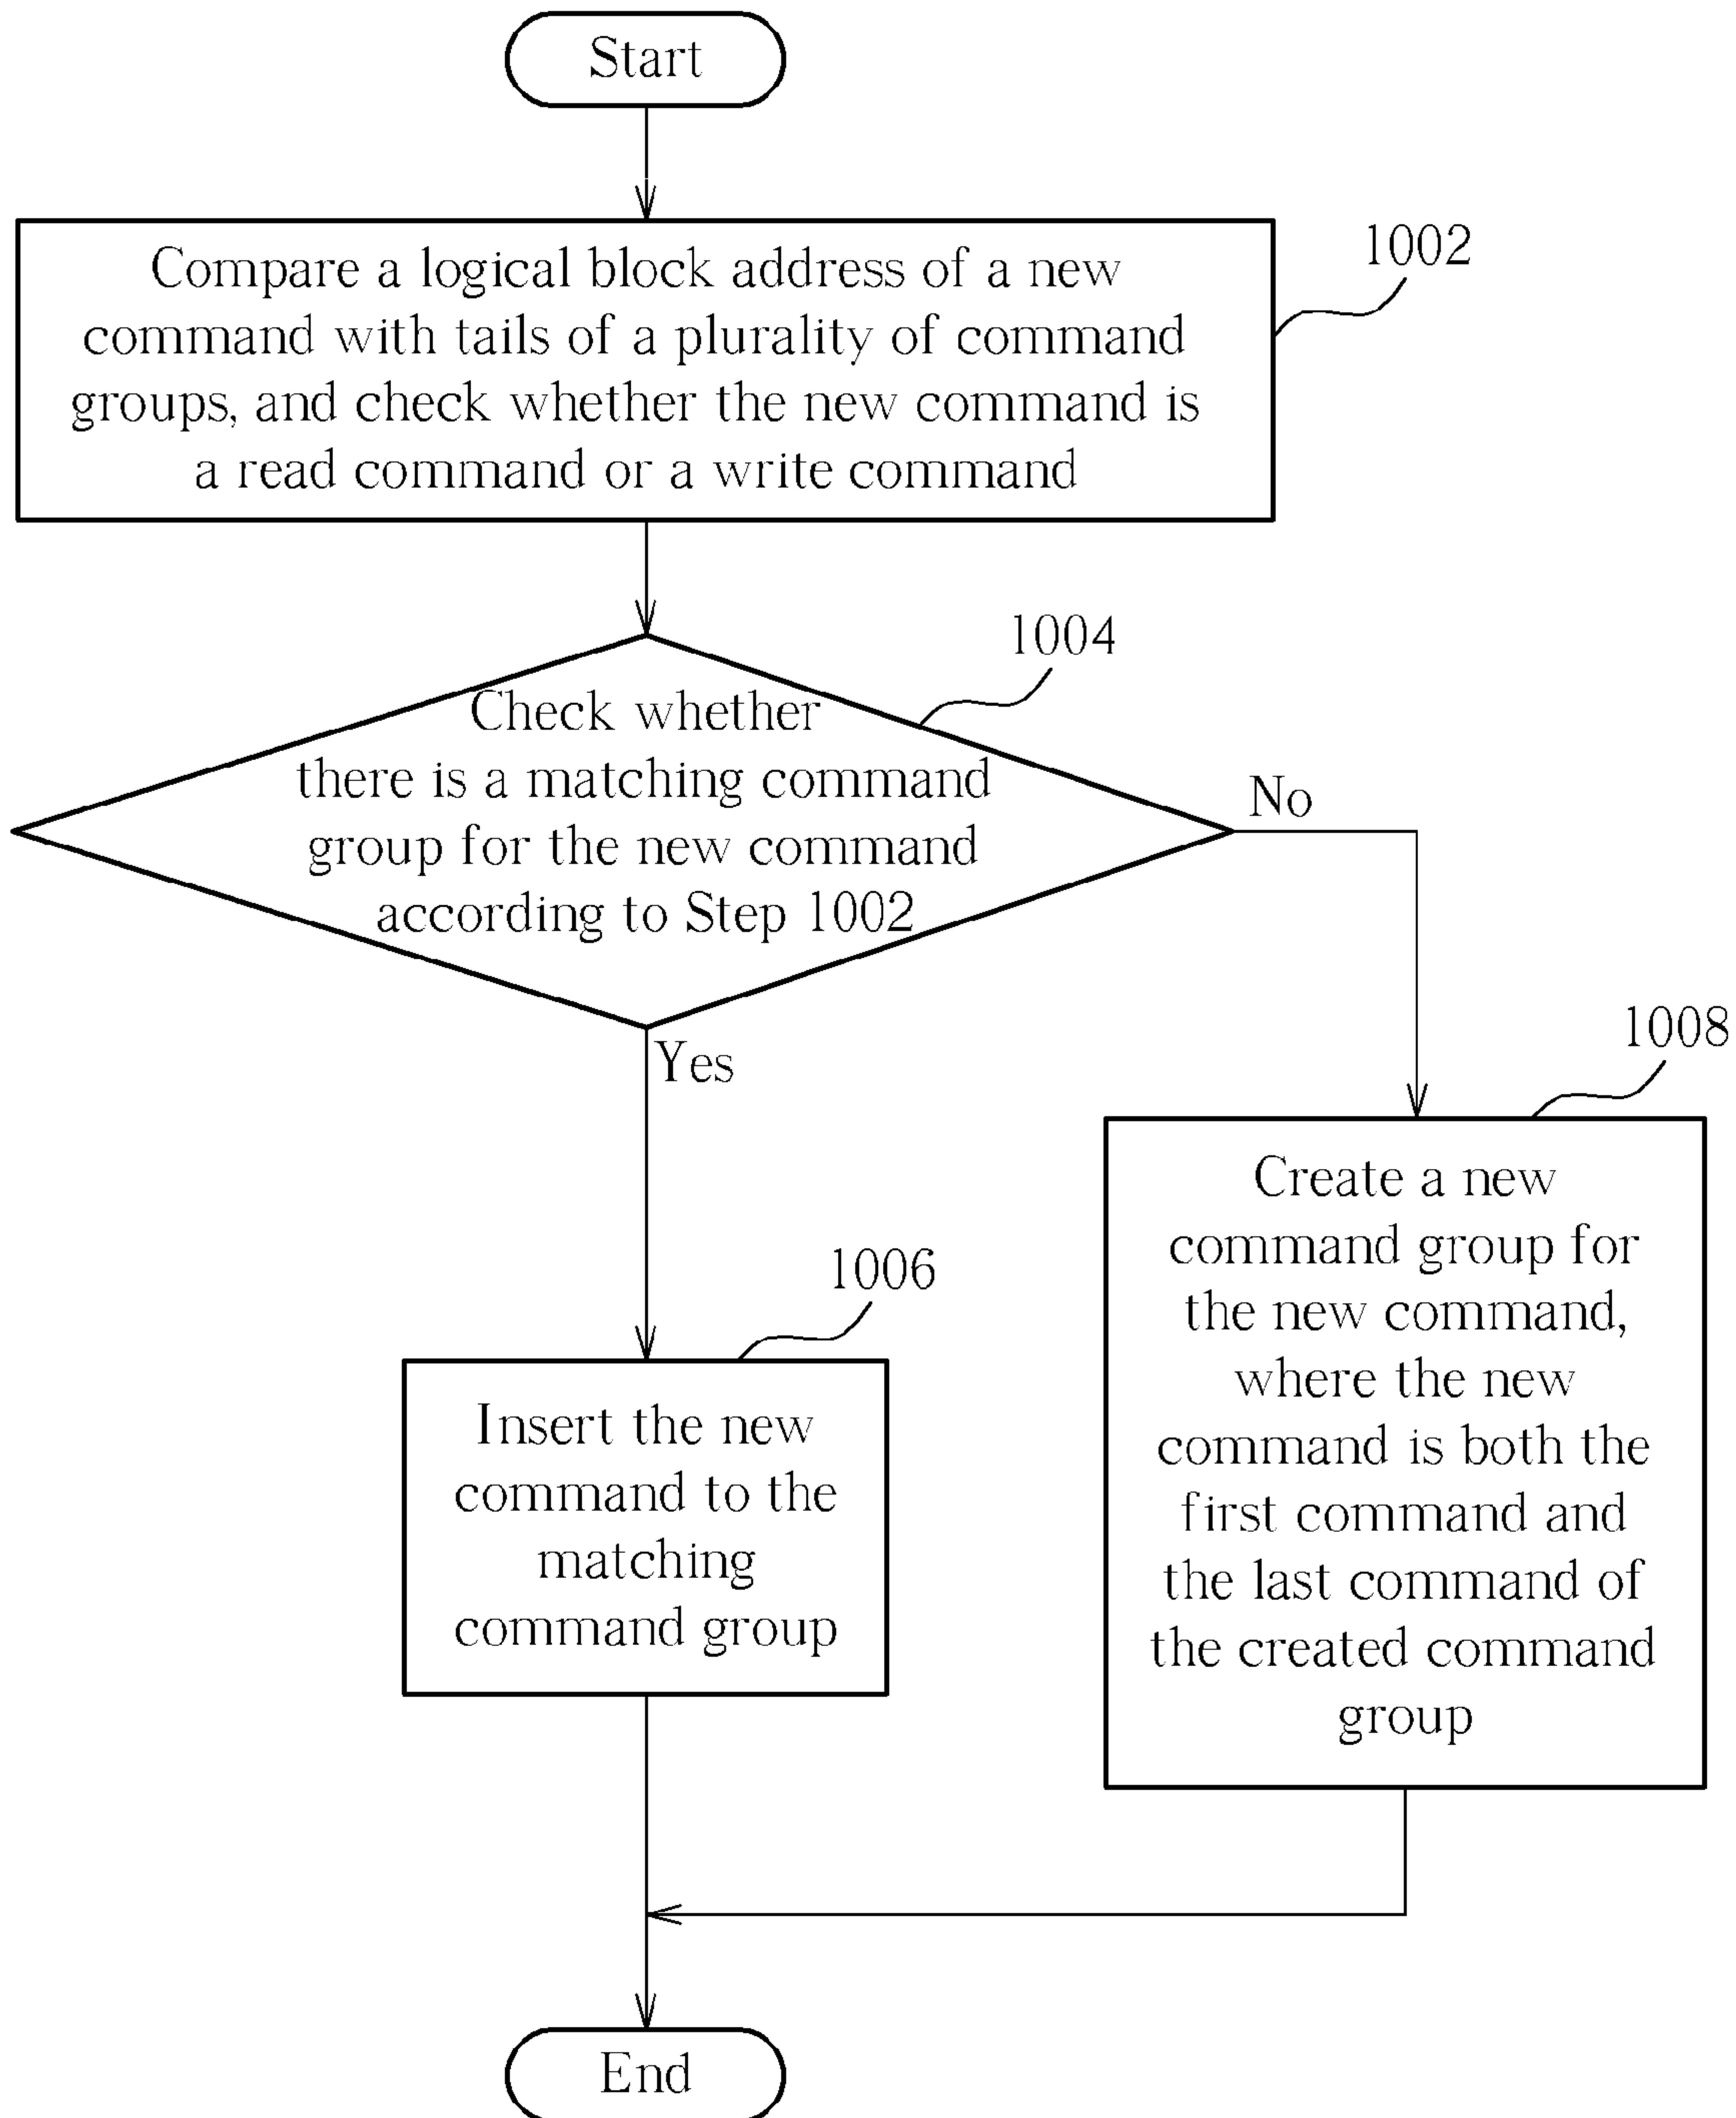 Start
Compare a logical block address of a new
command with tails of a plurality of command
groups, and check whether the new command is
a read command or a write command
1002
1004
Check whether
there is a matching command
group for the new command
according to Step 1002
No
Yes
1008
Create a new
command group for
the new command,
where the new
command is both the
first command and
the last command of
the created command
group
1006
Insert the new
command to the
matching
command group
End